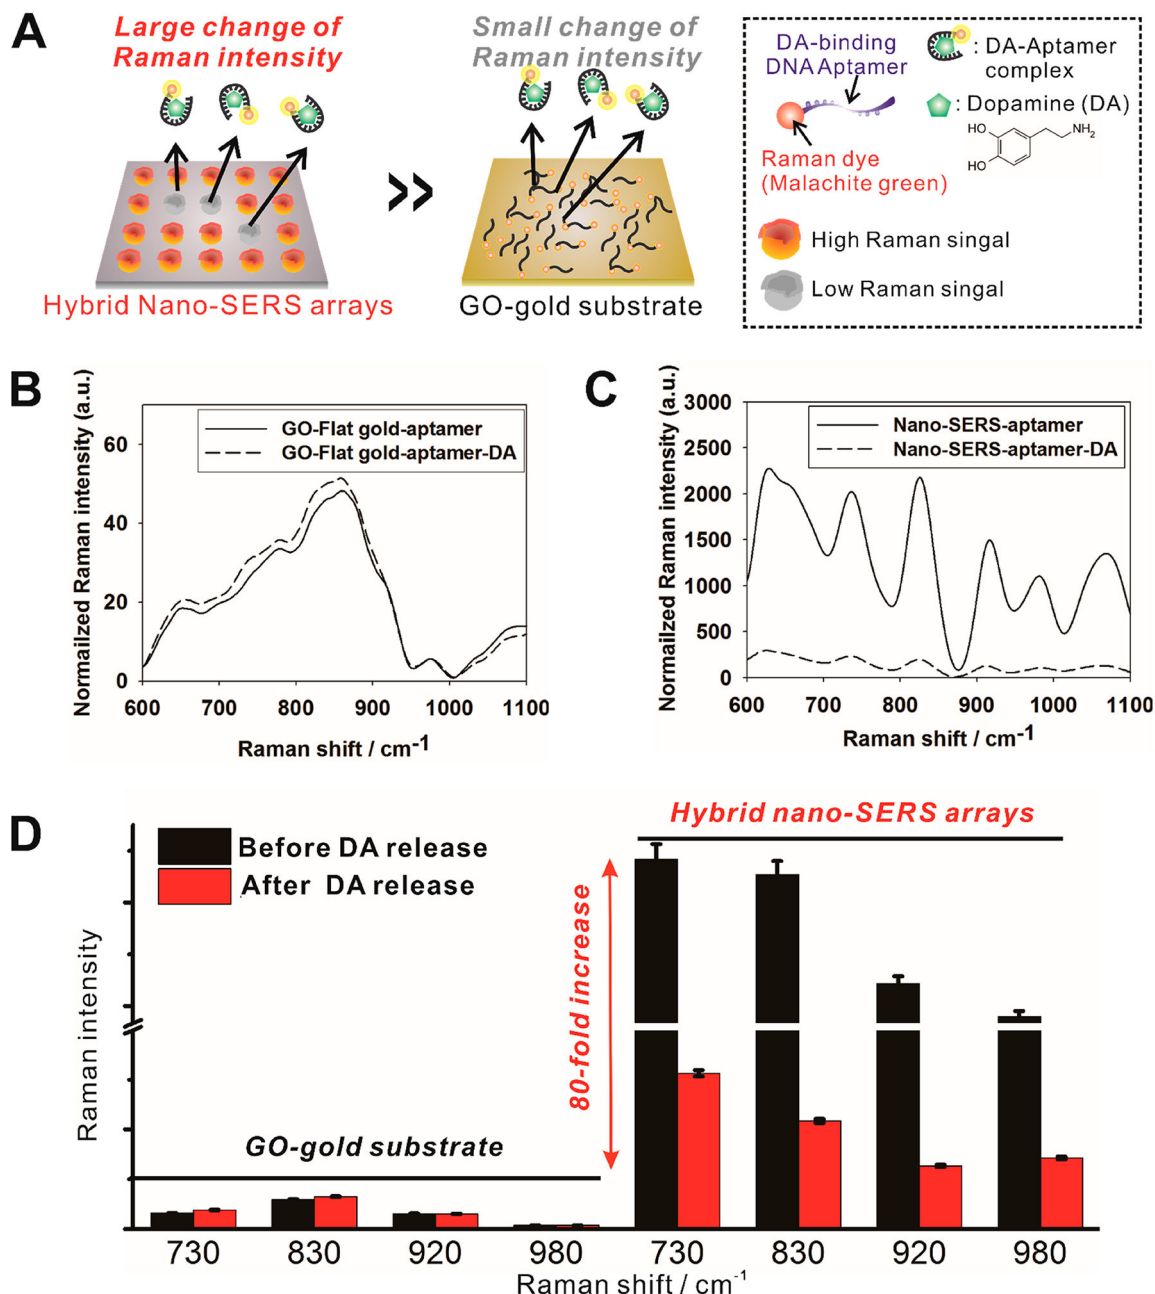 A
Large change of
Raman intensity
Small change of
Raman intensity
>>
Hybrid Nano-SERS arrays
GO-gold substrate
DA-binding
DNA Aptamer
: DA-Aptamer
complex
: Dopamine (DA)
HO
NH2
OH
Raman dye
(Malachite green)
High Raman singal
Low Raman singal
B
Normailzed Raman intensity (a.u.)
GO-Flat gold-aptamer
GO-Flat gold-aptamer-DA
60
40
20
0
600 700 800 900 1000 1100
Raman shift / cm-1
C
Normailzed Raman intensity (a.u.)
Nano-SERS-aptamer
Nano-SERS-aptamer-DA
3000
2500
2000
1500
1000
500
0
600 700 800 900 1000 1100
Raman shift / cm-1
D
Before DA release
After DA release
Hybrid nano-SERS arrays
80-fold increase
GO-gold substrate
Raman intensity
730 830 920 980 730 830 920 980
Raman shift / cm-1